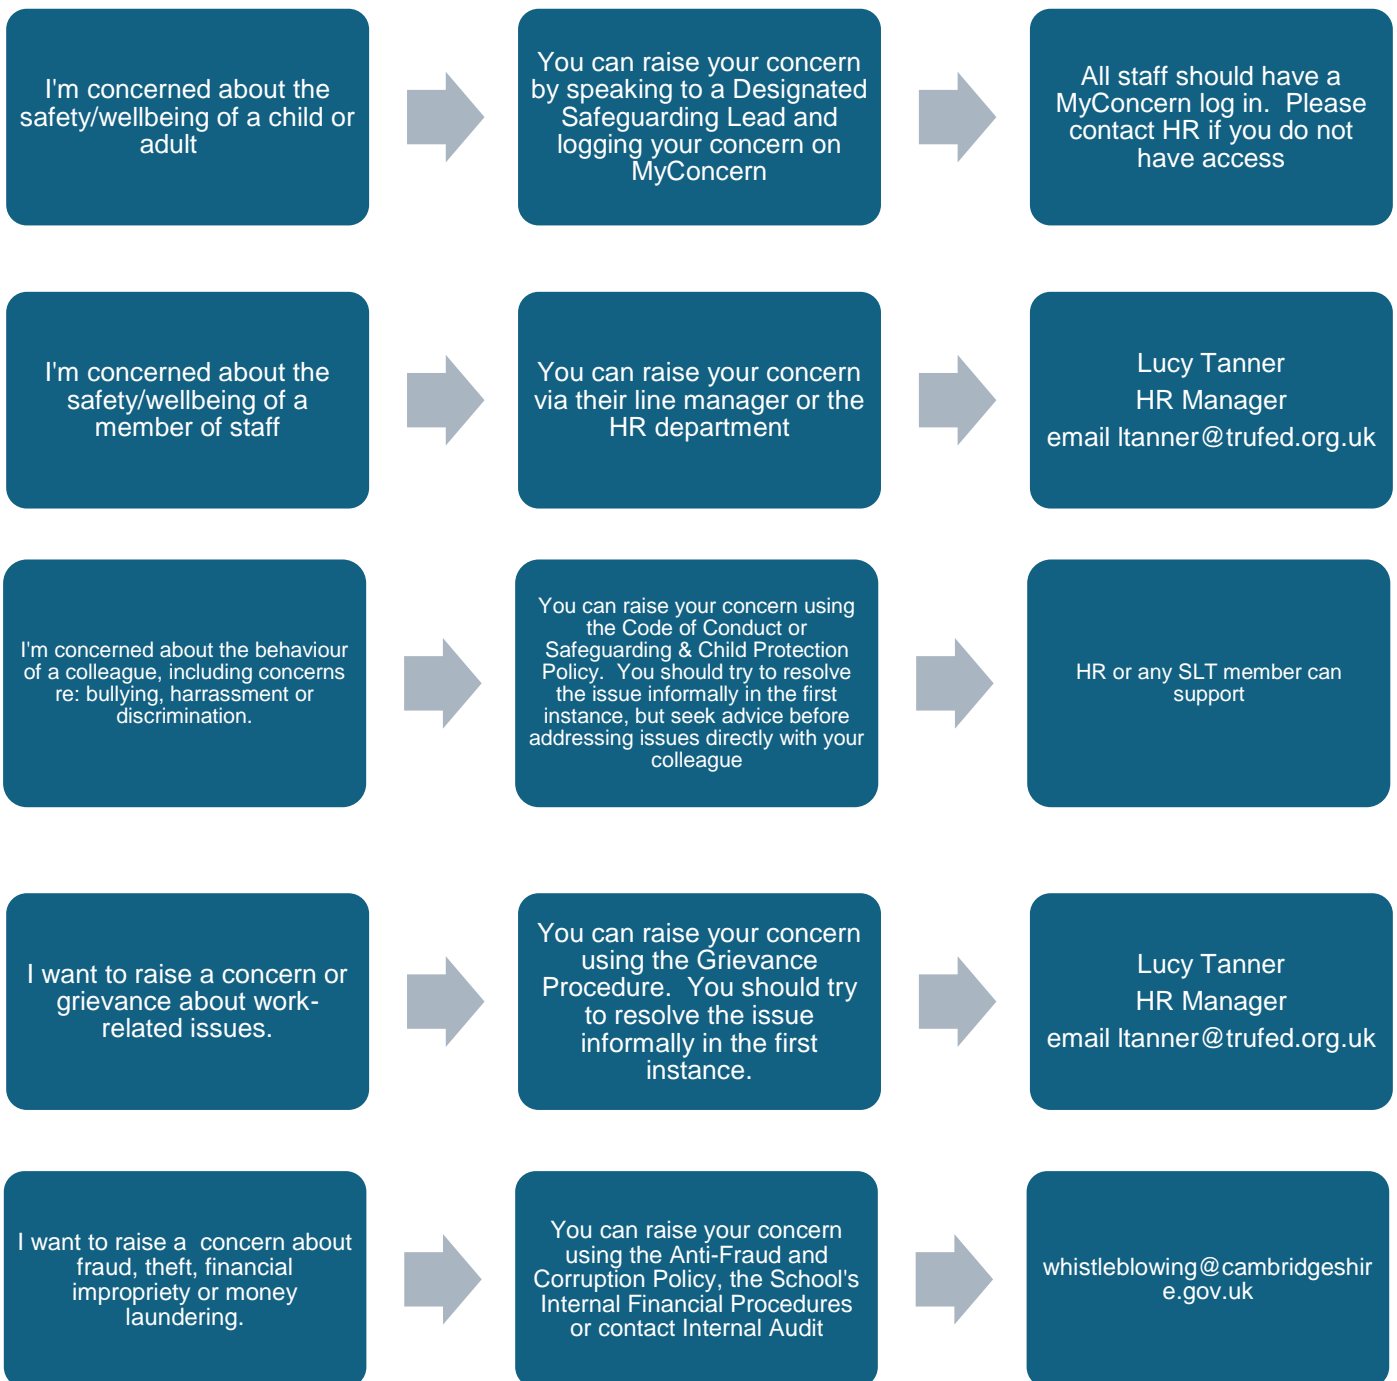 I'm concerned about the
safety/wellbeing of a child or
adult
You can raise your concern
by speaking to a Designated
Safeguarding Lead and
logging your concern on
MyConcern
All staff should have a
MyConcern log in.  Please
contact HR if you do not
have access
I'm concerned about the
safety/wellbeing of a
member of staff
You can raise your concern
via their line manager or the
HR department
Lucy Tanner
HR Manager
email ltanner@trufed.org.uk
I'm concerned about the behaviour
of a colleague, including concerns
re: bullying, harrassment or
discrimination.
You can raise your concern using
the Code of Conduct or
Safeguarding & Child Protection
Policy.  You should try to resolve
the issue informally in the first
instance, but seek advice before
addressing issues directly with your
colleague
HR or any SLT member can
support
I want to raise a concern or
grievance about work-
related issues.
You can raise your concern
using the Grievance
Procedure.  You should try
to resolve the issue
informally in the first
instance.
Lucy Tanner
HR Manager
email ltanner@trufed.org.uk
I want to raise a  concern about
fraud, theft, financial
impropriety or money
laundering.
You can raise your concern
using the Anti-Fraud and
Corruption Policy, the School's
Internal Financial Procedures
or contact Internal Audit
whistleblowing@cambridgeshir
e.gov.uk